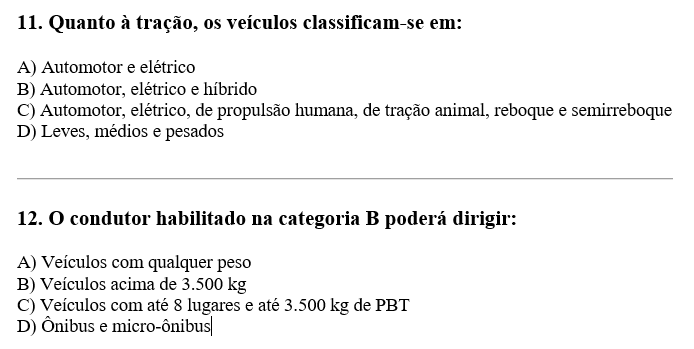 11. Quanto à tração, os veículos classificam-se em:
A) Automotor e elétrico
B) Automotor, elétrico e híbrido
C) Automotor, elétrico, de propulsão humana, de tração animal, reboque e semirreboque
D) Leves, médios e pesados
12. O condutor habilitado na categoria B poderá dirigir:
A) Veículos com qualquer peso
B) Veículos acima de 3.500 kg
C) Veículos com até 8 lugares e até 3.500 kg de PBT
D) Ônibus e micro-ônibus